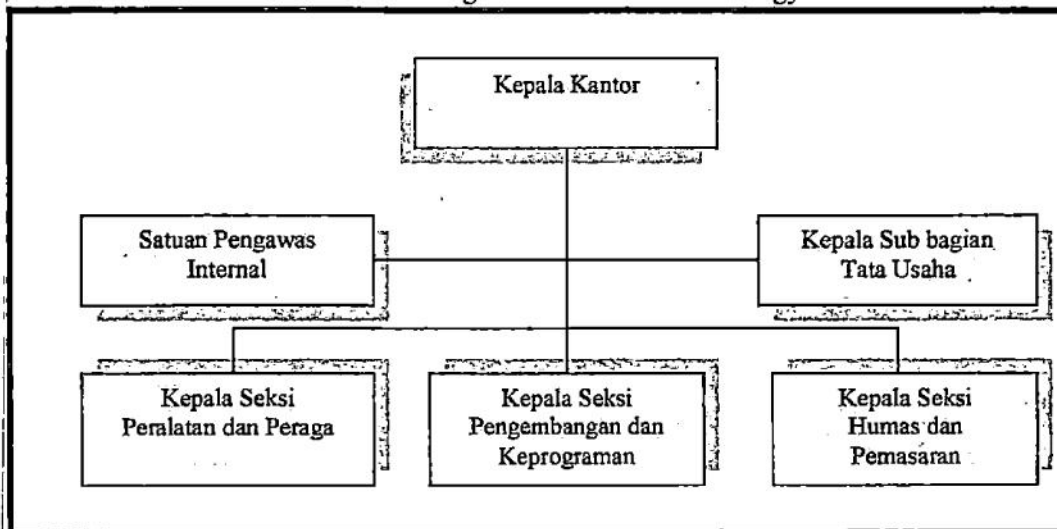 Kepala Kantor
Satuan Pengawas
Internal
Kepala Sub bagian
Tata Usaha
Kepala Seksi
Peralatan dan Peraga
Kepala Seksi
Pengembangan dan
Keprograman
Kepala Seksi
Humas dan
Pemasaran